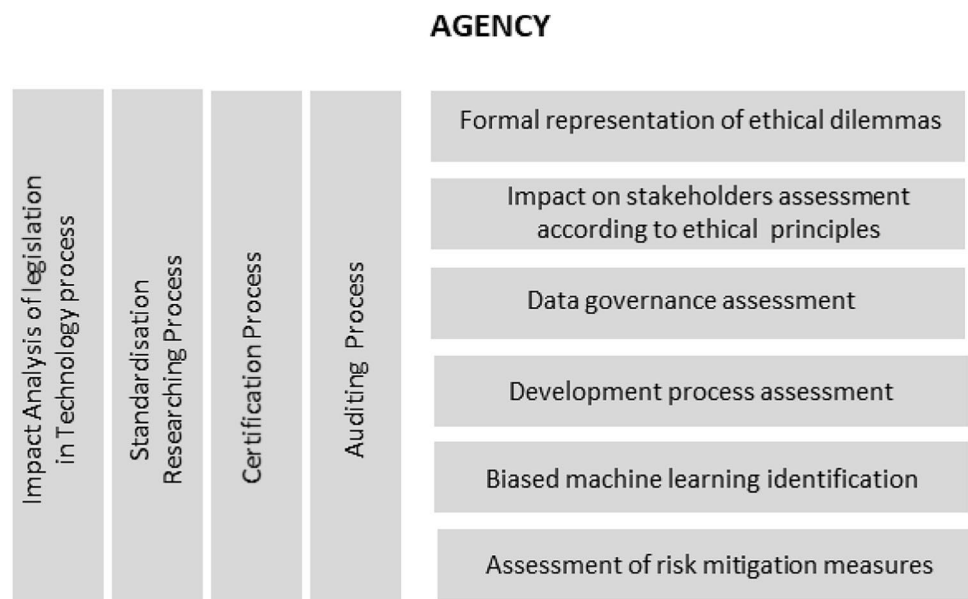 AGENCY
Impact Analysis of legislation
in Technology process
Standardisation
Researching Process
Certification Process
Auditing Process
Formal representation of ethical dilemmas
Impact on stakeholders assessment
according to ethical principles
Data governance assessment
Development process assessment
Biased machine learning identification
Assessment of risk mitigation measures